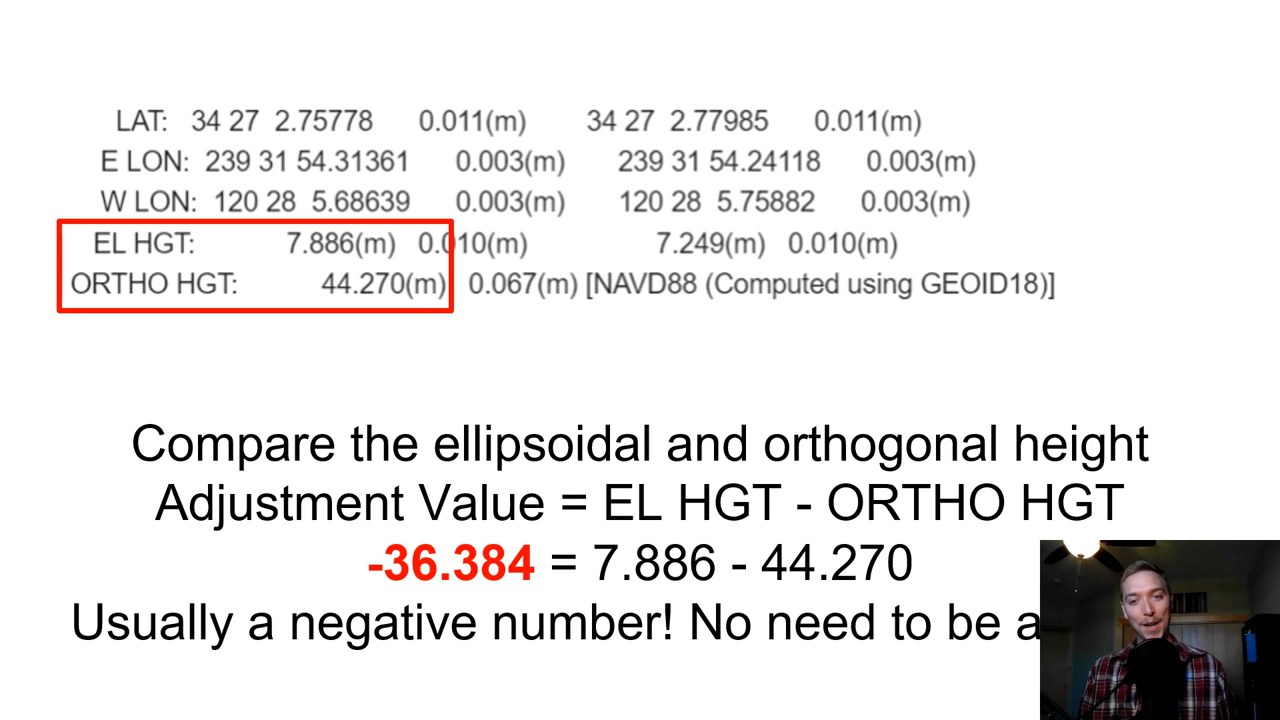 LAT: 34 27 2.75778 0.011(m) 34 27 2.77985 0.011(m)
E LON: 239 31 54.31361 0.003(m) 239 31 54.24118 0.003(m)
W LON: 120 28 5.68639 0.003(m) 120 28 5.75882 0.003(m)
EL HGT: 7.886(m) 0.010(m) 7.249(m) 0.010(m)
ORTHO HGT: 44.270(m) 0.067(m) [NAVD88 (Computed using GEOID18)]
Compare the ellipsoidal and orthogonal height
Adjustment Value = EL HGT - ORTHO HGT
-36.384 = 7.886 - 44.270
Usually a negative number! No need to be